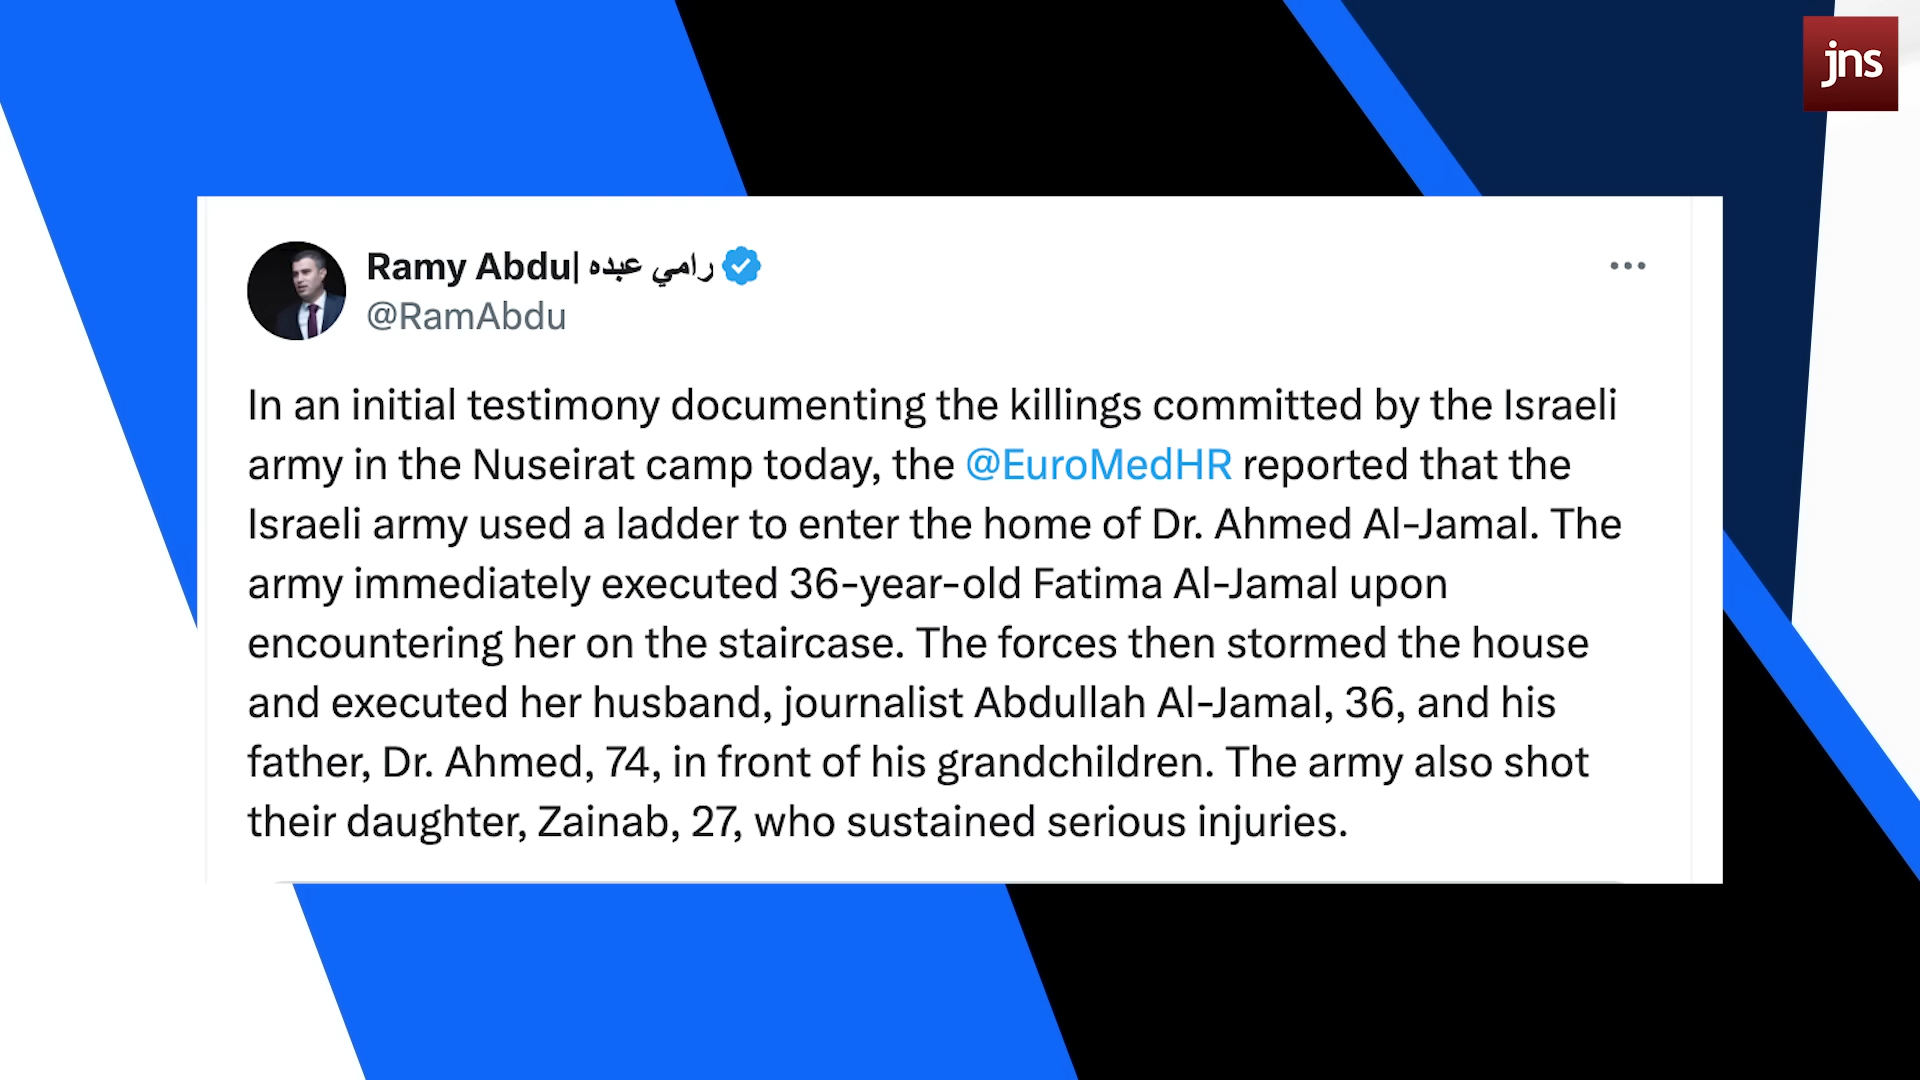 jns
Ramy Abdu| رامي عبده
@RamAbdu
In an initial testimony documenting the killings committed by the Israeli
army in the Nuseirat camp today, the @EuroMedHR reported that the
Israeli army used a ladder to enter the home of Dr. Ahmed Al-Jamal. The
army immediately executed 36-year-old Fatima Al-Jamal upon
encountering her on the staircase. The forces then stormed the house
and executed her husband, journalist Abdullah Al-Jamal, 36, and his
father, Dr. Ahmed, 74, in front of his grandchildren. The army also shot
their daughter, Zainab, 27, who sustained serious injuries.